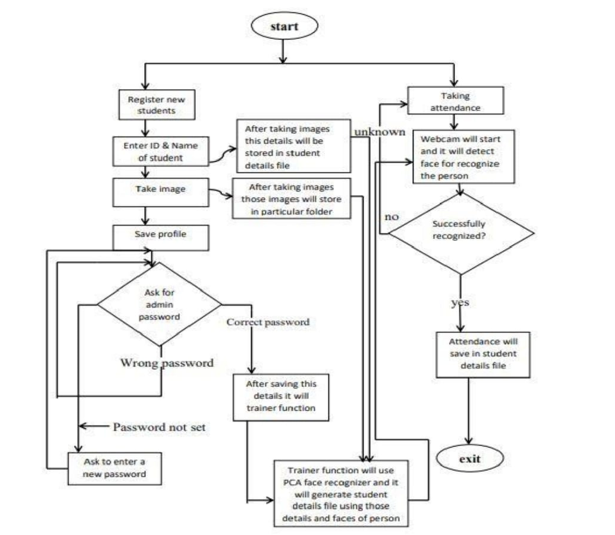 start
Register new
students
Enter ID & Name
of student
After taking images
this details will be
stored in student
details file
Take image
After taking images
those images will store
in particular folder
Save profile
Ask for
admin
password
Correct password
Wrong password
Password not set
Ask to enter a
new password
After saving this
details it will
trainer function
Trainer function will use
PCA face recognizer and it
will generate student
details file using those
details and faces of person
Taking
attendance
unknown
Webcam will start
and it will detect
face for recognize
the person
no
Successfully
recognized?
yes
Attendance will
save in student
details file
exit